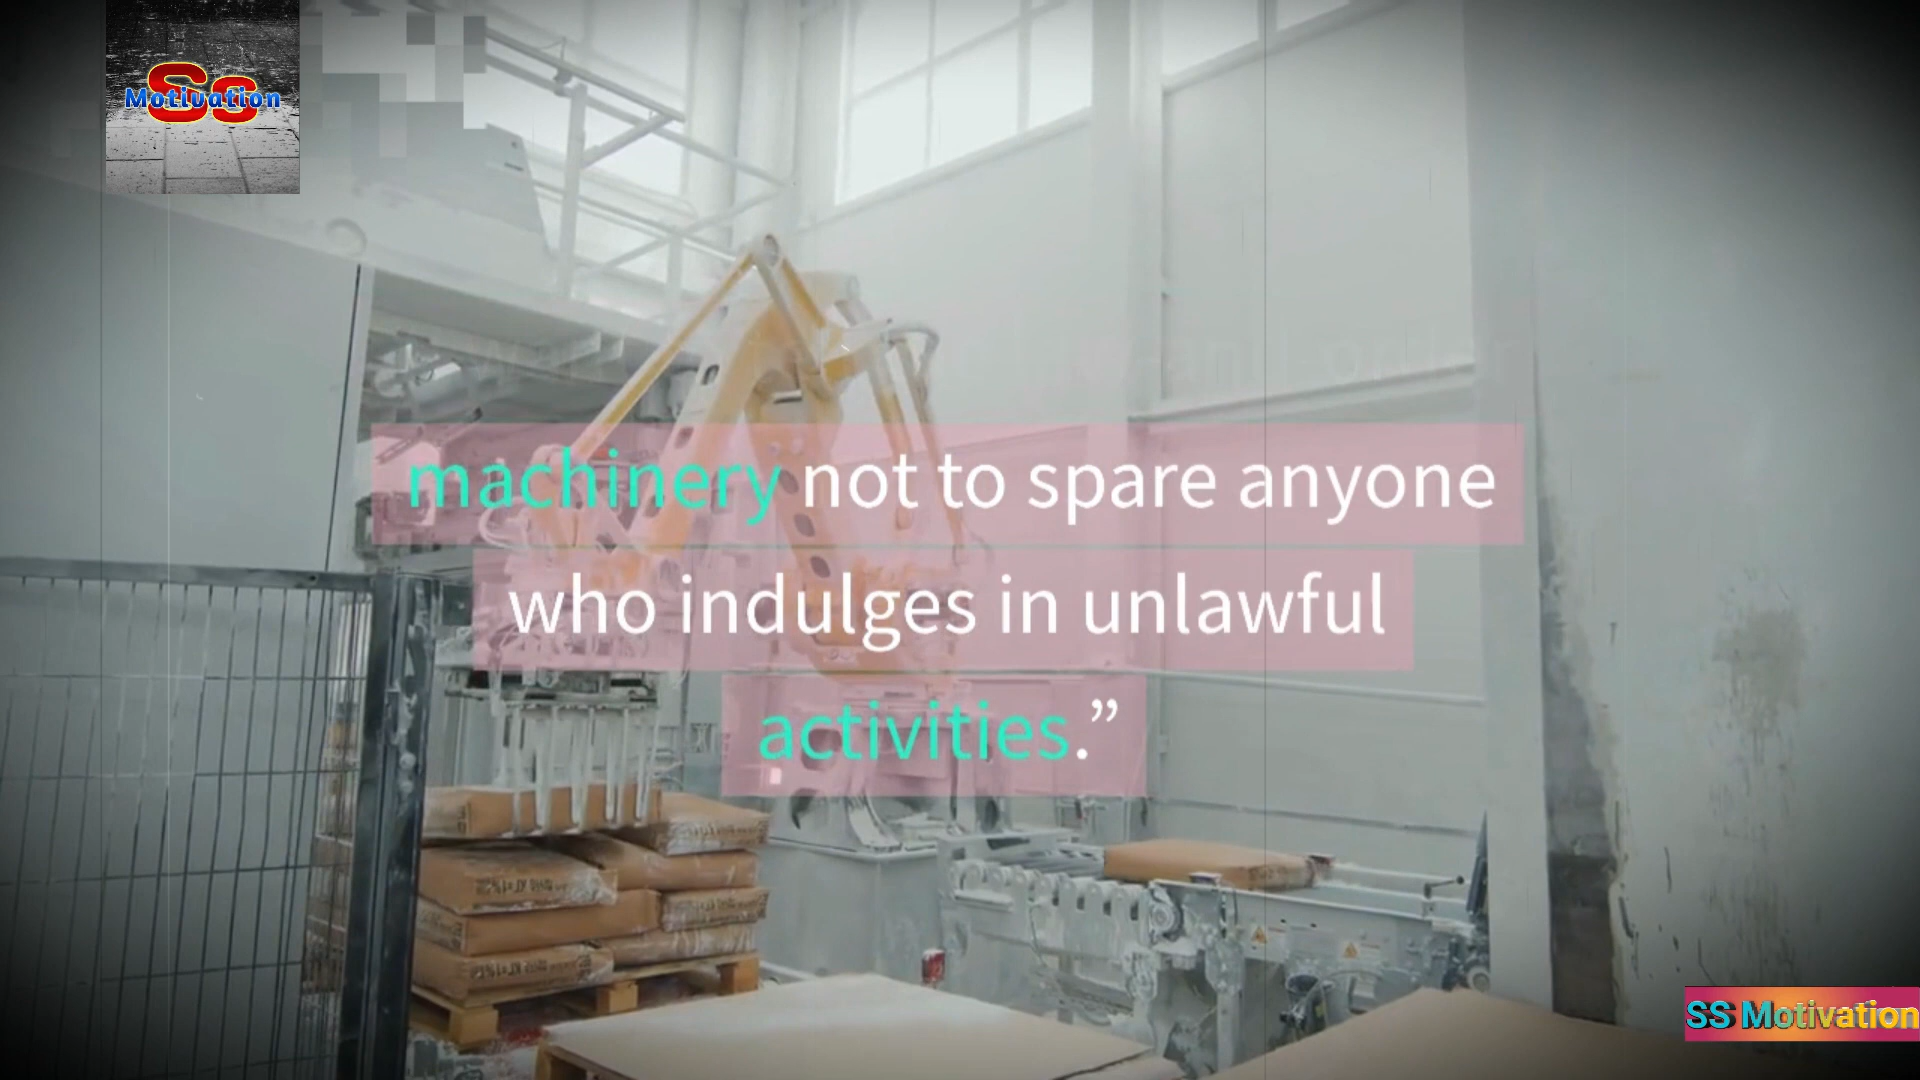 Ss
Motivation
machinery not to spare anyone
who indulges in unlawful
activities.”
SS Motivation